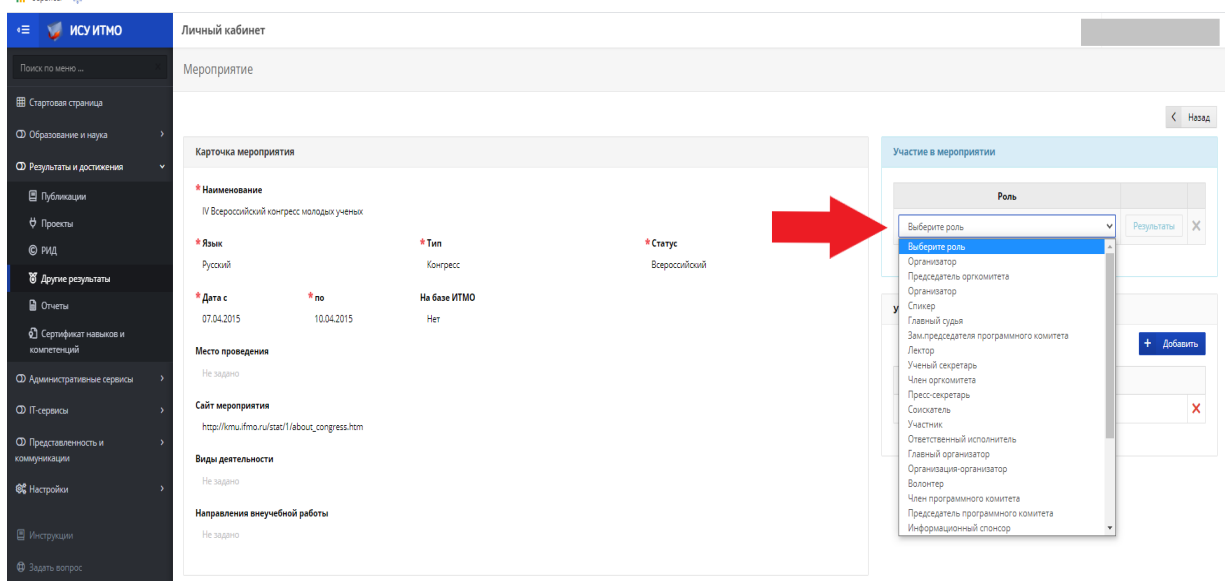 ИСУ ИТМО
Личный кабинет
Поиск по меню ...
Мероприятие
Стартовая страница
Образование и наука
Результаты и достижения
Публикации
Проекты
РИД
Другие результаты
Отчеты
Сертификат навыков и
компетенций
Административные сервисы
IT-сервисы
Представленность и
коммуникации
Настройки
Инструкции
Задать вопрос
Назад
Карточка мероприятия
* Наименование
IV Всероссийский конгресс молодых ученых
* Язык * Тип * Статус
Русский Конгресс Всероссийский
* Дата с * по На базе ИТМО
07.04.2015 10.04.2015 Нет
Место проведения
Не задано
Сайт мероприятия
http://kmu.ifmo.ru/stat/1/about_congress.htm
Виды деятельности
Не задано
Направления внеучебной работы
Не задано
Участие в мероприятии
Роль
Выберите роль Результаты
Выберите роль
Организатор
Председатель оргкомитета
Организатор
Спикер
Главный судья
Зам.председателя программного комитета
Лектор
Ученый секретарь
Член оргкомитета
Пресс-секретарь
Соискатель
Участник
Ответственный исполнитель
Главный организатор
Организация-организатор
Волонтер
Член программного комитета
Председатель программного комитета
Информационный спонсор
+ Добавить